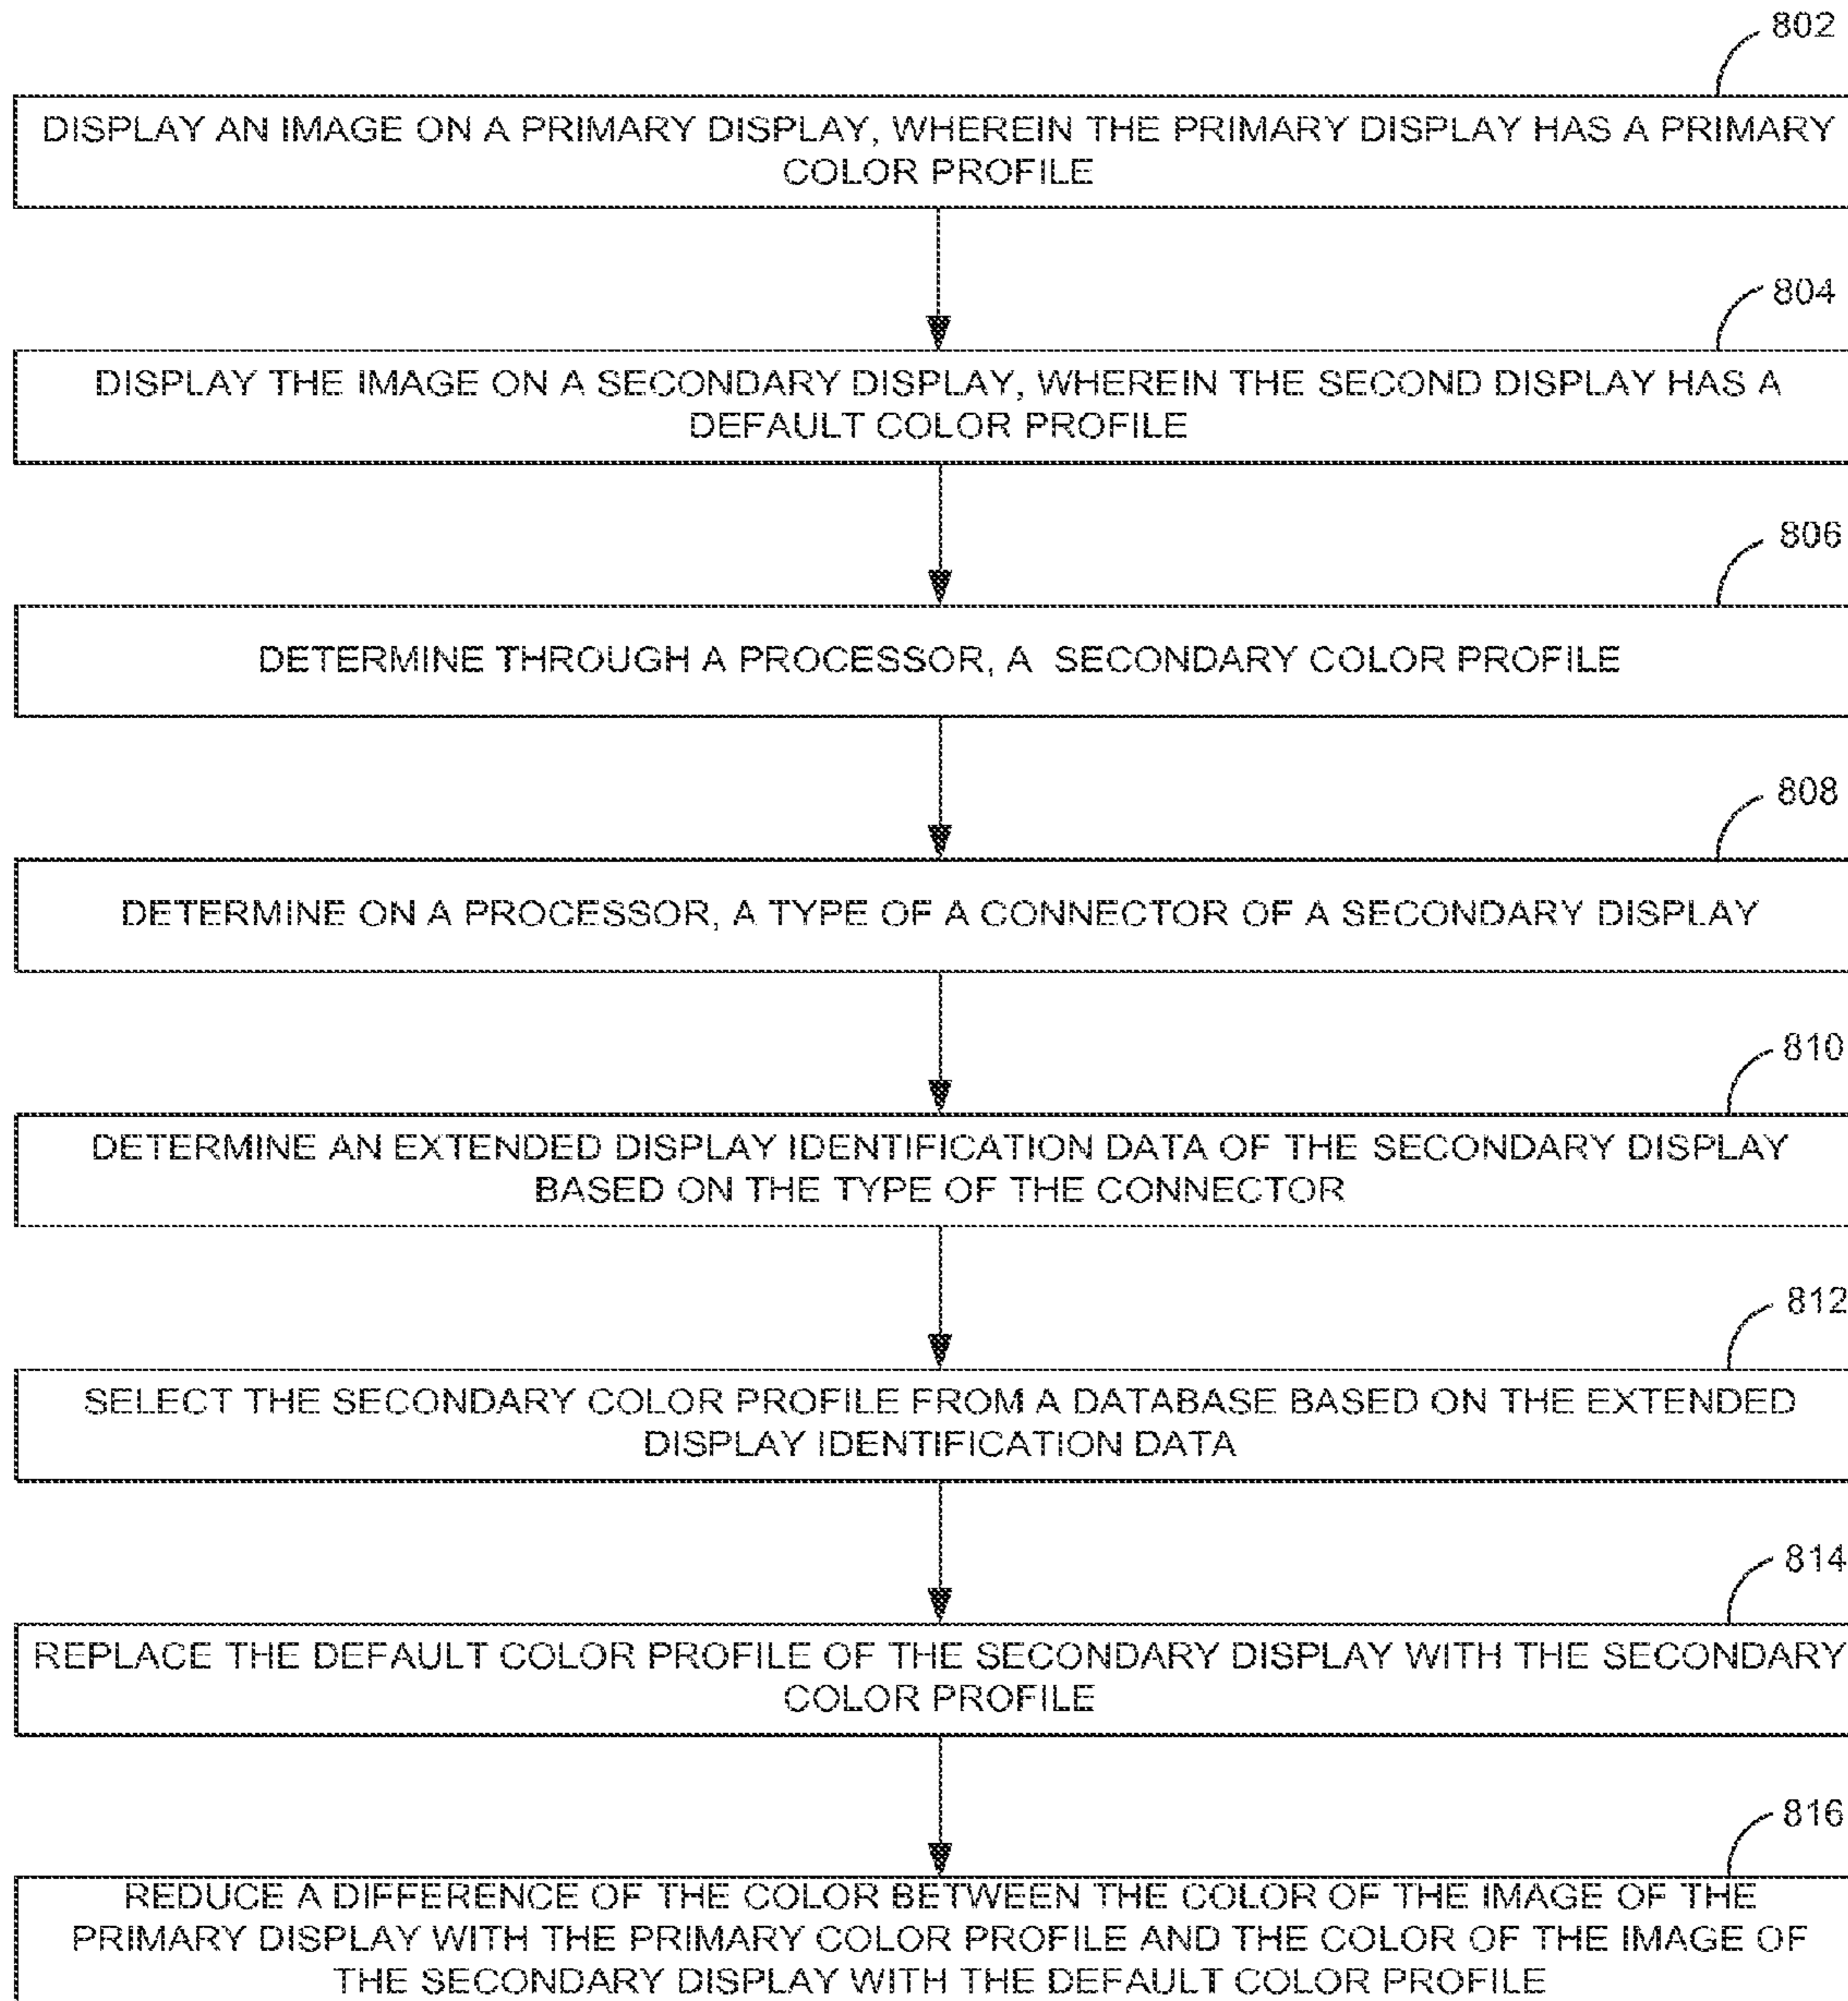 802
DISPLAY AN IMAGE ON A PRIMARY DISPLAY, WHEREIN THE PRIMARY DISPLAY HAS A PRIMARY
COLOR PROFILE
804
DISPLAY THE IMAGE ON A SECONDARY DISPLAY, WHEREIN THE SECOND DISPLAY HAS A
DEFAULT COLOR PROFILE
806
DETERMINE THROUGH A PROCESSOR, A SECONDARY COLOR PROFILE
808
DETERMINE ON A PROCESSOR, A TYPE OF A CONNECTOR OF A SECONDARY DISPLAY
810
DETERMINE AN EXTENDED DISPLAY IDENTIFICATION DATA OF THE SECONDARY DISPLAY
BASED ON THE TYPE OF THE CONNECTOR
812
SELECT THE SECONDARY COLOR PROFILE FROM A DATABASE BASED ON THE EXTENDED
DISPLAY IDENTIFICATION DATA
814
REPLACE THE DEFAULT COLOR PROFILE OF THE SECONDARY DISPLAY WITH THE SECONDARY
COLOR PROFILE
816
REDUCE A DIFFERENCE OF THE COLOR BETWEEN THE COLOR OF THE IMAGE OF THE
PRIMARY DISPLAY WITH THE PRIMARY COLOR PROFILE AND THE COLOR OF THE IMAGE OF
THE SECONDARY DISPLAY WITH THE DEFAULT COLOR PROFILE